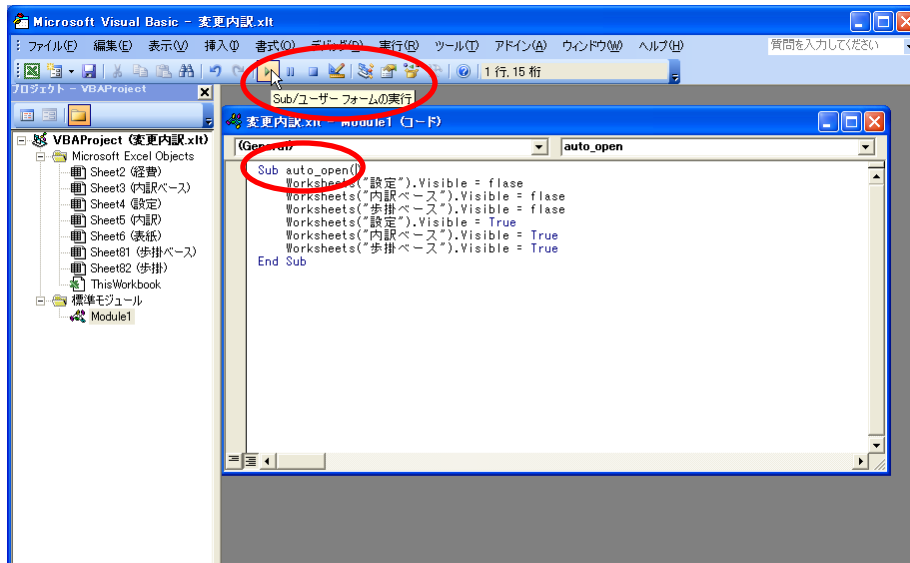 Microsoft Visual Basic - 変更内訳.xlt
ファイル(F) 編集(E) 表示(V) 挿入(I) 書式(O) デバッグ(D) 実行(R) ツール(T) アドイン(A) ウィンドウ(W) ヘルプ(H) 質問を入力してください
1 行, 15 桁
Sub/ユーザー フォームの実行
プロジェクト - VBAProject
VBAProject (変更内訳.xlt)
Microsoft Excel Objects
Sheet2 (経費)
Sheet3 (内訳ベース)
Sheet4 (設定)
Sheet5 (内訳)
Sheet6 (表紙)
Sheet81 (歩掛ベース)
Sheet82 (歩掛)
ThisWorkbook
標準モジュール
Module1
変更内訳.xlt - Module1 (コード)
(General) auto_open
Sub auto_open()
Worksheets("設定").Visible = flase
Worksheets("内訳ベース").Visible = flase
Worksheets("歩掛ベース").Visible = flase
Worksheets("設定").Visible = True
Worksheets("内訳ベース").Visible = True
Worksheets("歩掛ベース").Visible = True
End Sub